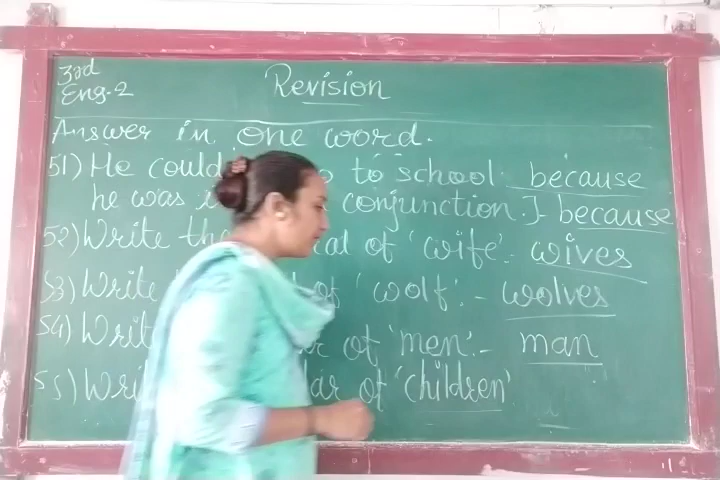 3rd
Eng-2
Revision
Answer in one word.
51) He could to school because
he was conjunction.] - because
52) Write the of 'wife'. - wives
53) Write of 'wolf'. - wolves
54) Writ of 'men'. - man
55) Writ lar of 'children'